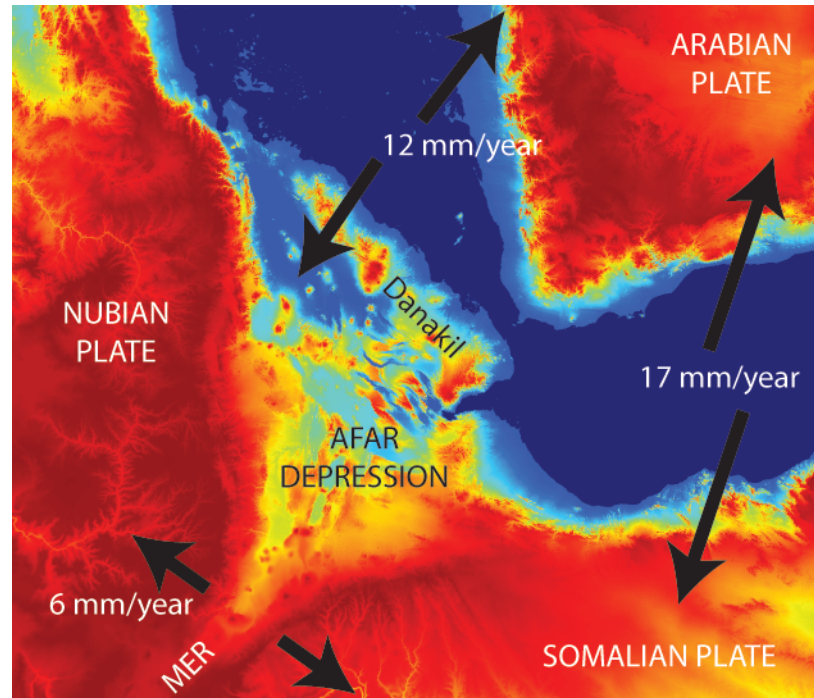 ARABIAN
PLATE
12 mm/year
NUBIAN
PLATE
Danakil
17 mm/year
AFAR
DEPRESSION
6 mm/year
MER
SOMALIAN PLATE